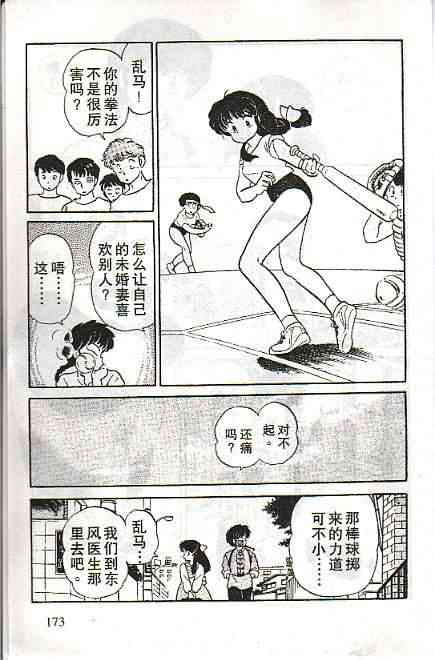 乱马！
你的拳法
不是很厉
害吗？
怎么让自己
的未婚妻喜
欢别人？
唔……
这……
对不
起。
还痛
吗？
那棒球掷
来的力道
可不小……
乱马…
我们到东
风医生那
里去吧。
173